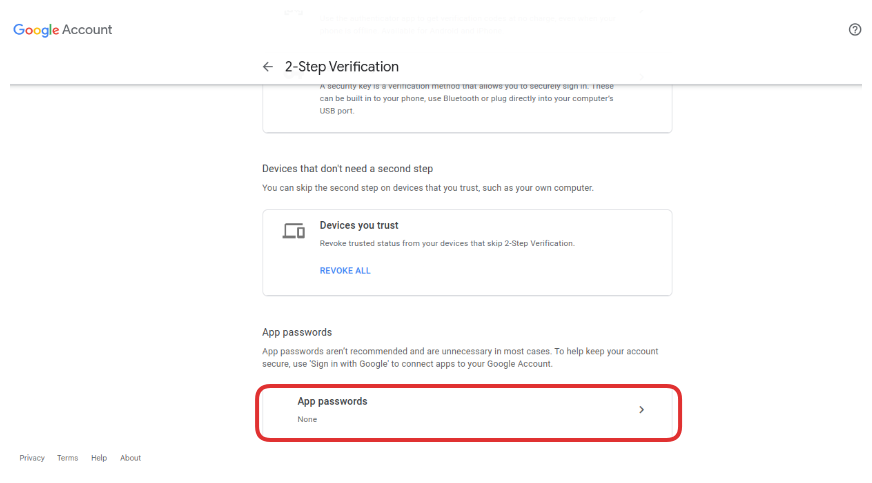 Google Account
2-Step Verification
A security key is a verification method that allows you to securely sign in. These
can be built in to your phone, use Bluetooth or plug directly into your computer's
USB port.
Devices that don't need a second step
You can skip the second step on devices that you trust, such as your own computer.
Devices you trust
Revoke trusted status from your devices that skip 2-Step Verification.
REVOKE ALL
App passwords
App passwords aren't recommended and are unnecessary in most cases. To help keep your account
secure, use 'Sign in with Google' to connect apps to your Google Account.
App passwords
None
Privacy Terms Help About